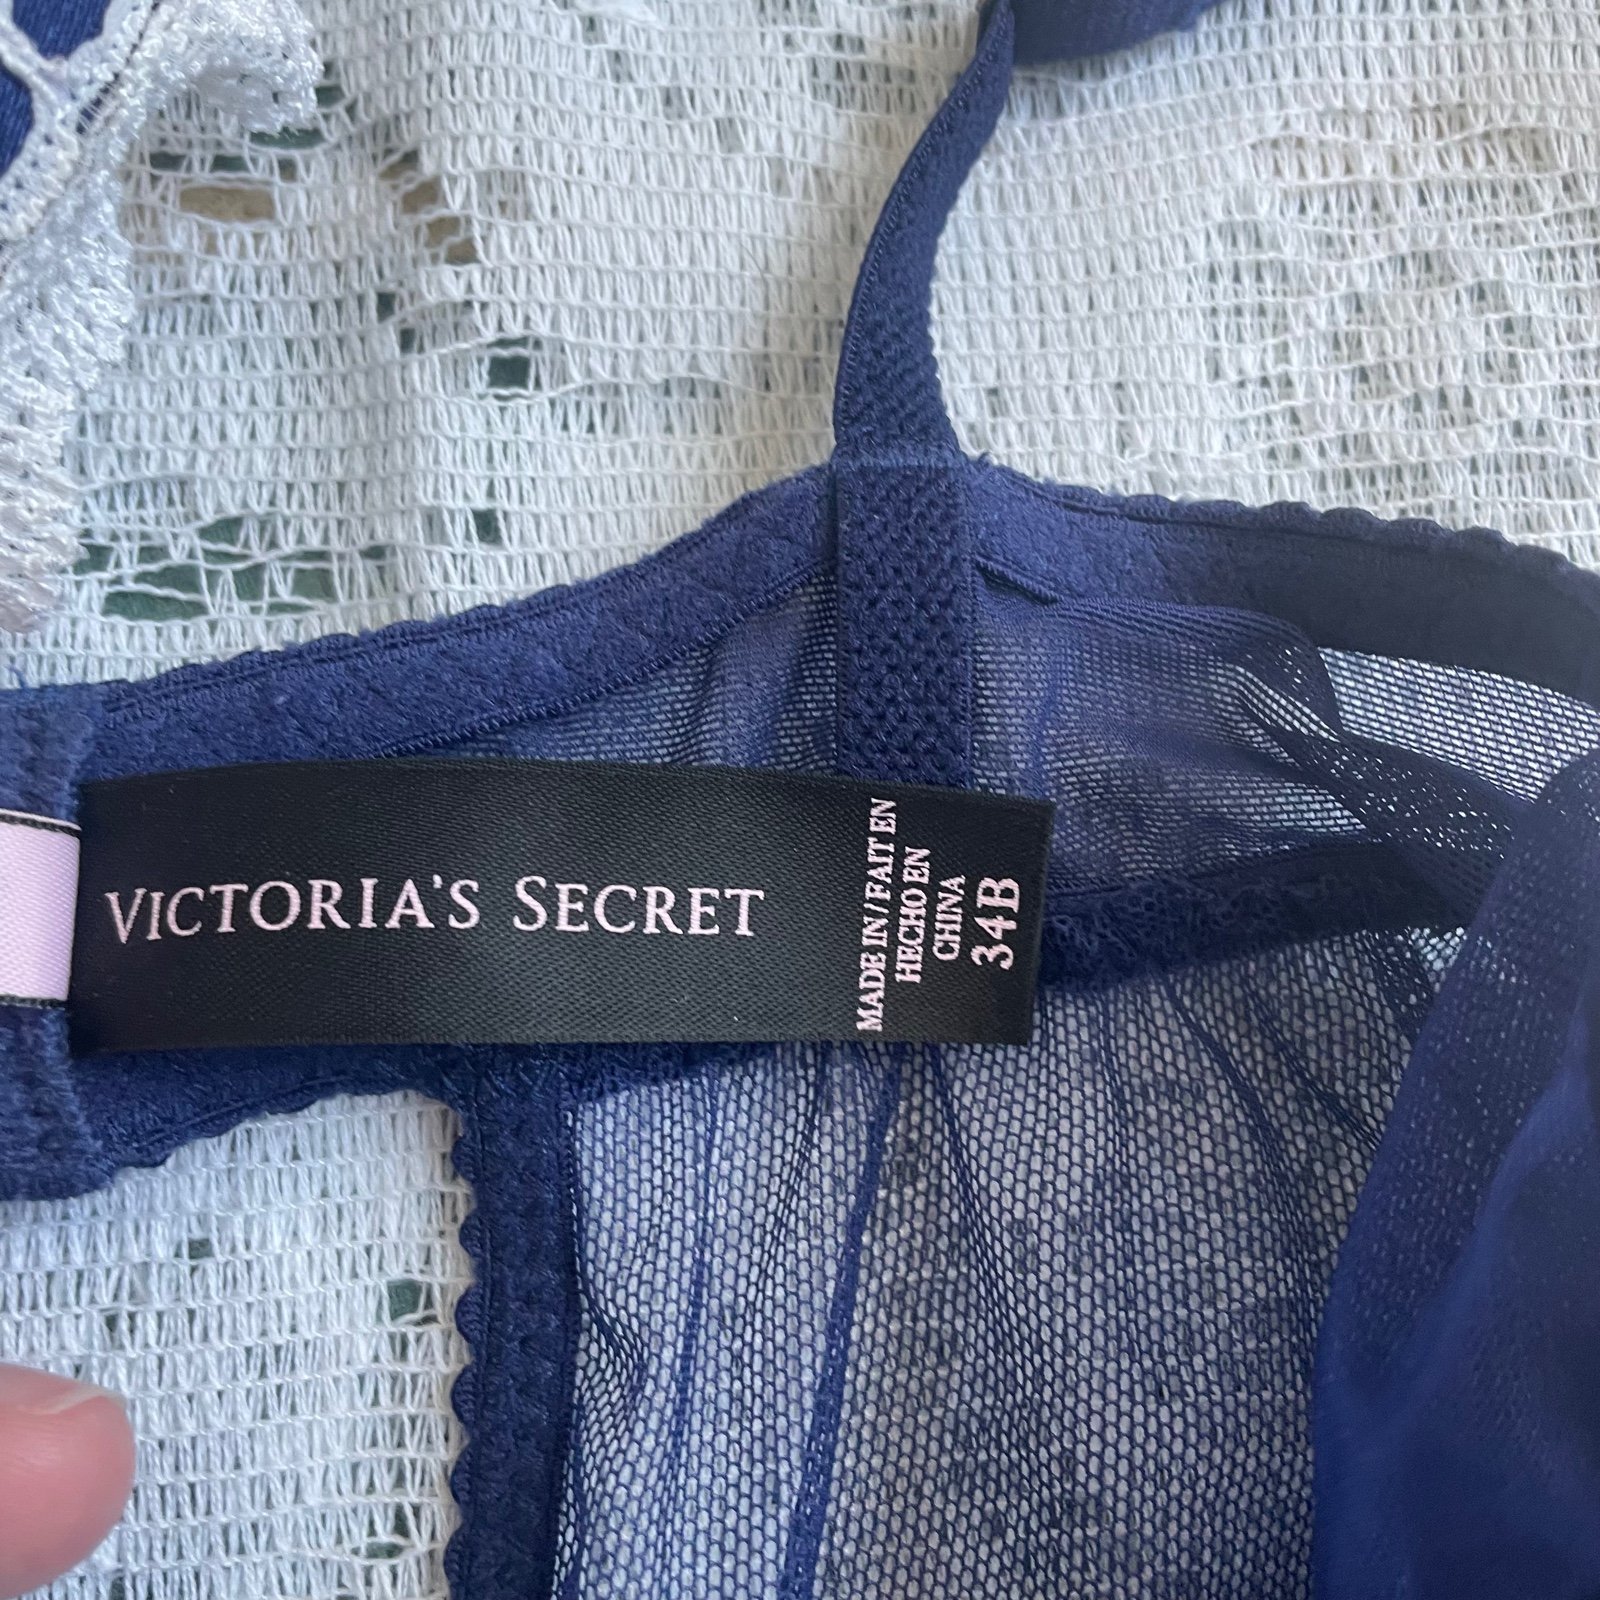 VICTORIA'S SECRET
MADE IN/FAIT EN
HECHO EN
CHINA
34B